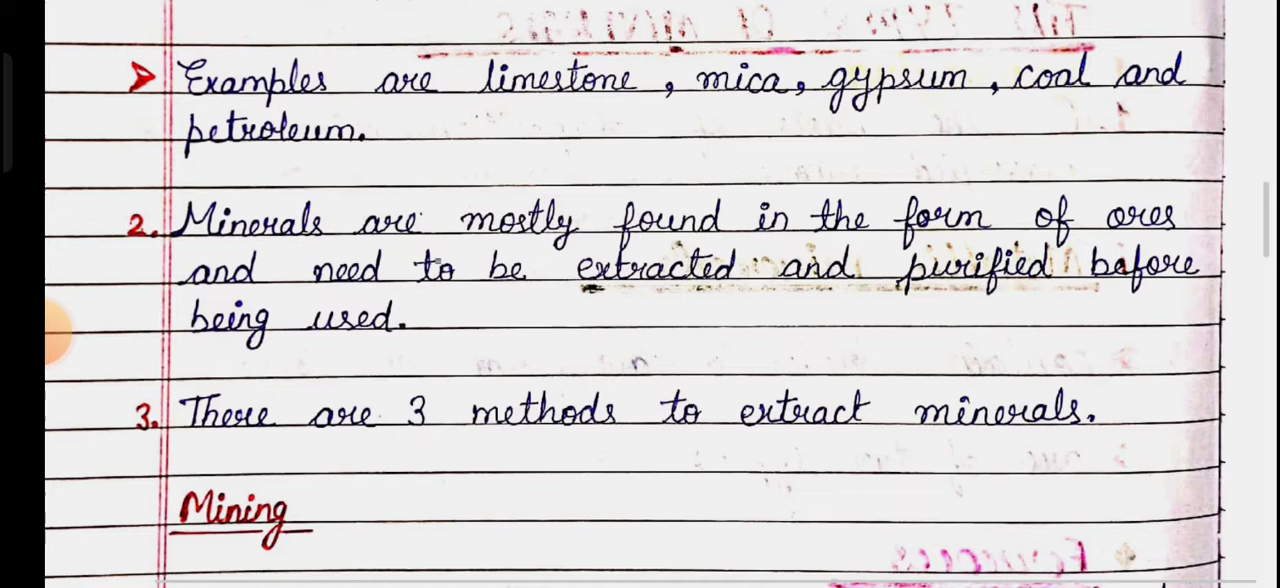 ➤ Examples are limestone, mica, gypsum, coal and
petroleum.
2. Minerals are mostly found in the form of ores
and need to be extracted and purified before
being used.
3. There are 3 methods to extract minerals.
Mining